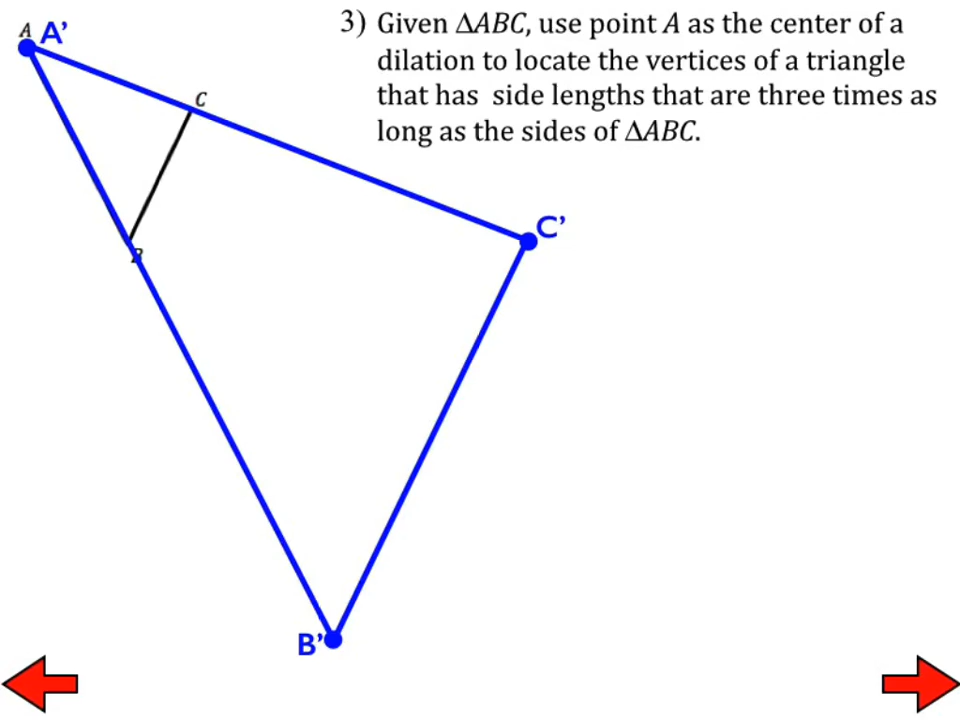 3) Given ΔABC, use point A as the center of a
dilation to locate the vertices of a triangle
that has side lengths that are three times as
long as the sides of ΔABC.
A A'
C
B
C'
B'